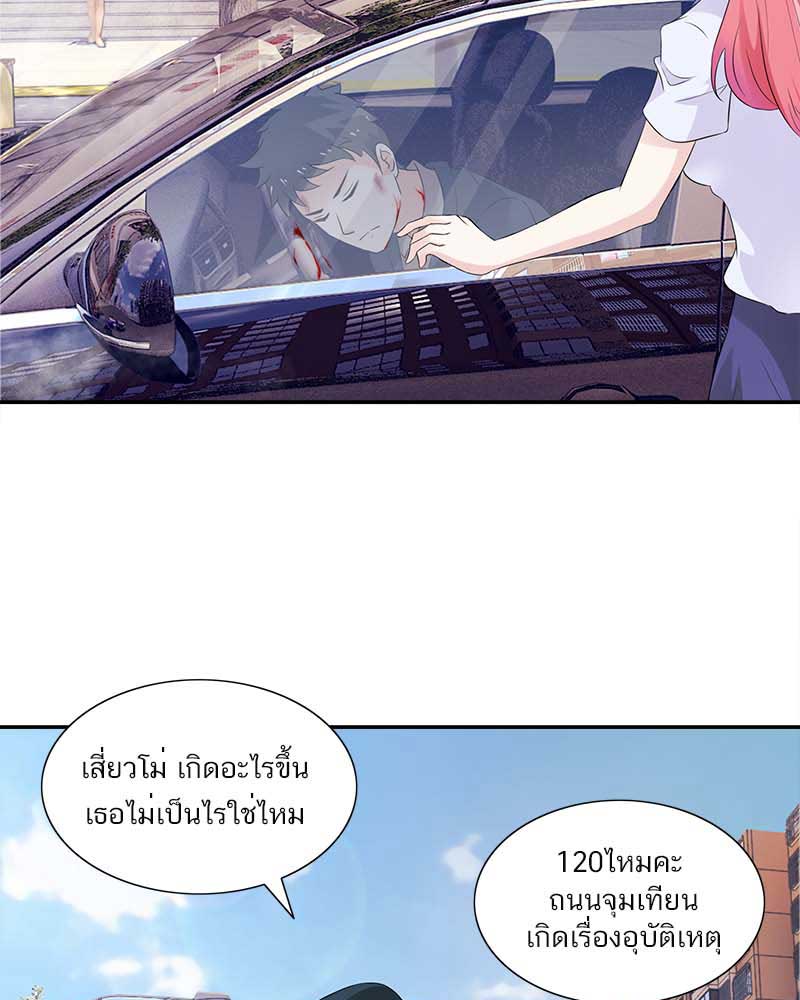 เสี่ยวโม่ เกิดอะไรขึ้น
เธอไม่เป็นไรใช่ไหม
120ไหมคะ
ถนนจุมเทียน
เกิดเรื่องอุบัติเหตุ